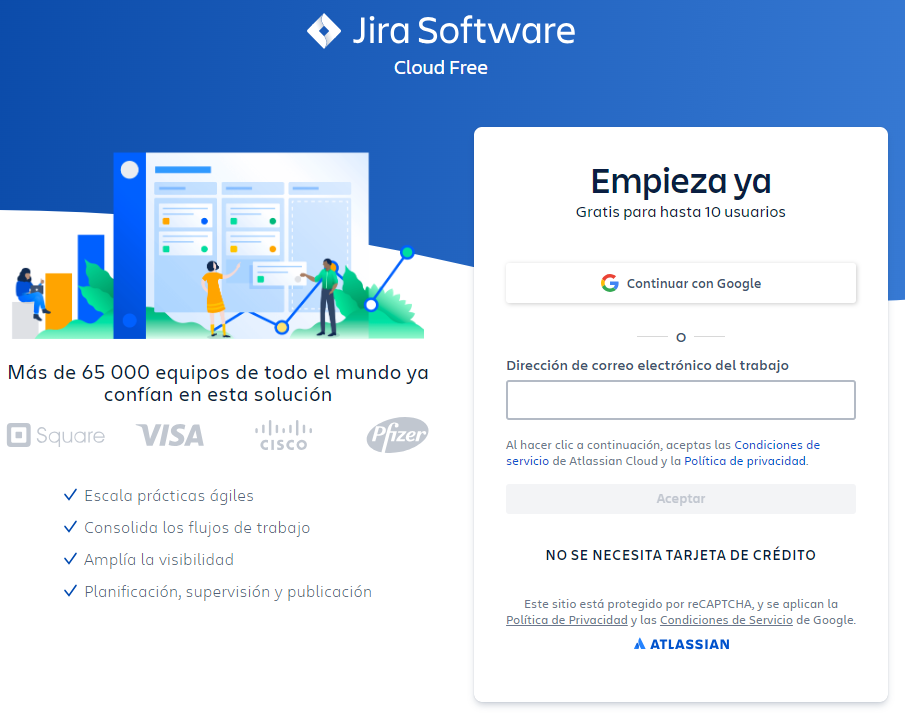 Jira Software
Cloud Free
Más de 65 000 equipos de todo el mundo ya
confían en esta solución
Square
VISA
CISCO
Pfizer
Escala prácticas ágiles
Consolida los flujos de trabajo
Amplía la visibilidad
Planificación, supervisión y publicación
Empieza ya
Gratis para hasta 10 usuarios
Continuar con Google
O
Dirección de correo electrónico del trabajo
Al hacer clic a continuación, aceptas las Condiciones de
servicio de Atlassian Cloud y la Política de privacidad.
Aceptar
NO SE NECESITA TARJETA DE CRÉDITO
Este sitio está protegido por reCAPTCHA, y se aplican la
Política de Privacidad y las Condiciones de Servicio de Google.
ATLASSIAN